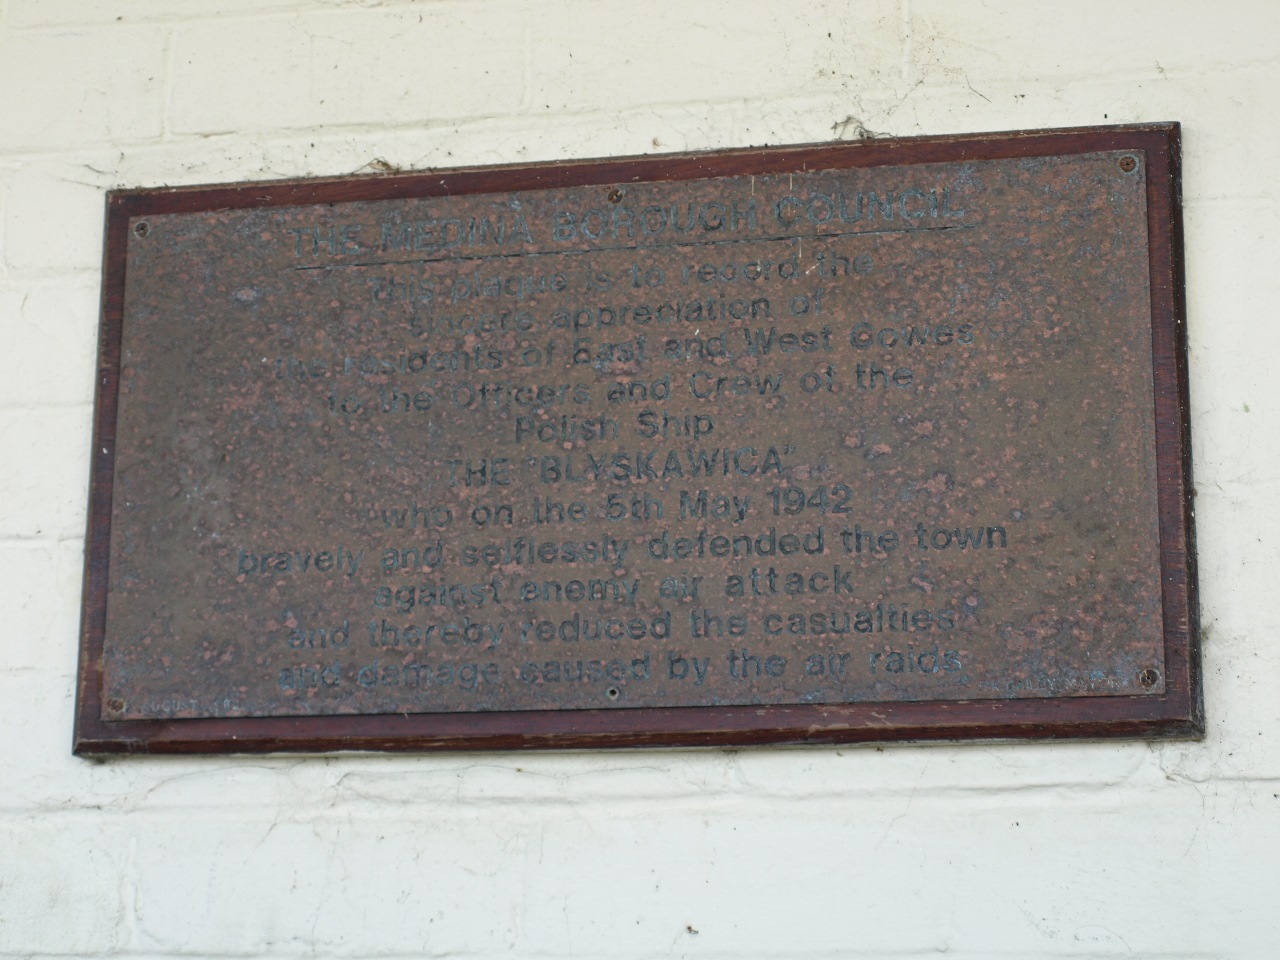 THE MEDINA BOROUGH COUNCIL
This plaque is to record the
sincere appreciation of
the residents of East and West Cowes
to the Officers and Crew of the
Polish Ship
THE "BLYSKAWICA"
who on the 5th May 1942
bravely and selflessly defended the town
against enemy air attack
and thereby reduced the casualties
and damage caused by the air raids
AUGUST